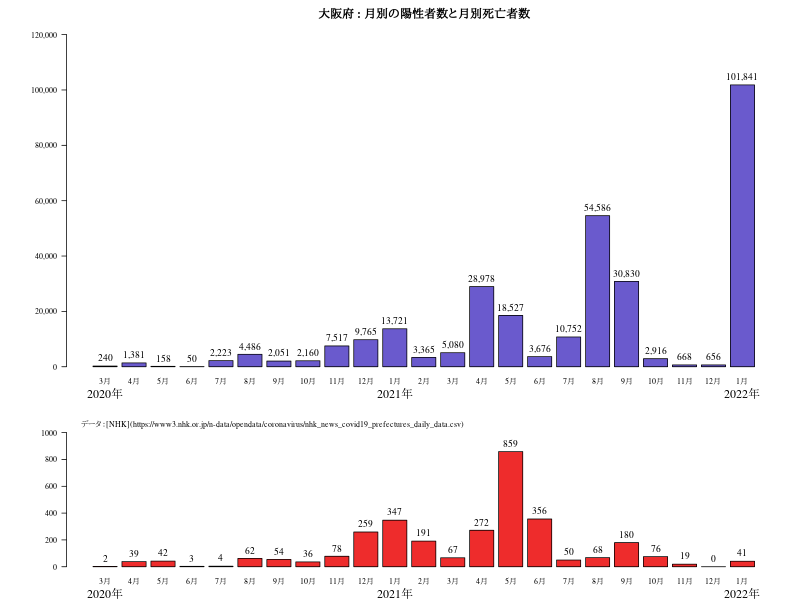 大阪府 : 月別の陽性者数と月別死亡者数
120,000
100,000
80,000
60,000
40,000
20,000
0
240 1,381 158 50 2,223 4,486 2,051 2,160 7,517 9,765 13,721 3,365 5,080 28,978 18,527 3,676 10,752 54,586 30,830 2,916 668 656 101,841
3月 4月 5月 6月 7月 8月 9月 10月 11月 12月 1月 2月 3月 4月 5月 6月 7月 8月 9月 10月 11月 12月 1月
2020年 2021年 2022年
データ : [NHK](https://www3.nhk.or.jp/n-data/opendata/coronavirus/nhk_news_covid19_prefectures_daily_data.csv)
1000
800
600
400
200
0
2 39 42 3 4 62 54 36 78 259 347 191 67 272 859 356 50 68 180 76 19 0 41
3月 4月 5月 6月 7月 8月 9月 10月 11月 12月 1月 2月 3月 4月 5月 6月 7月 8月 9月 10月 11月 12月 1月
2020年 2021年 2022年